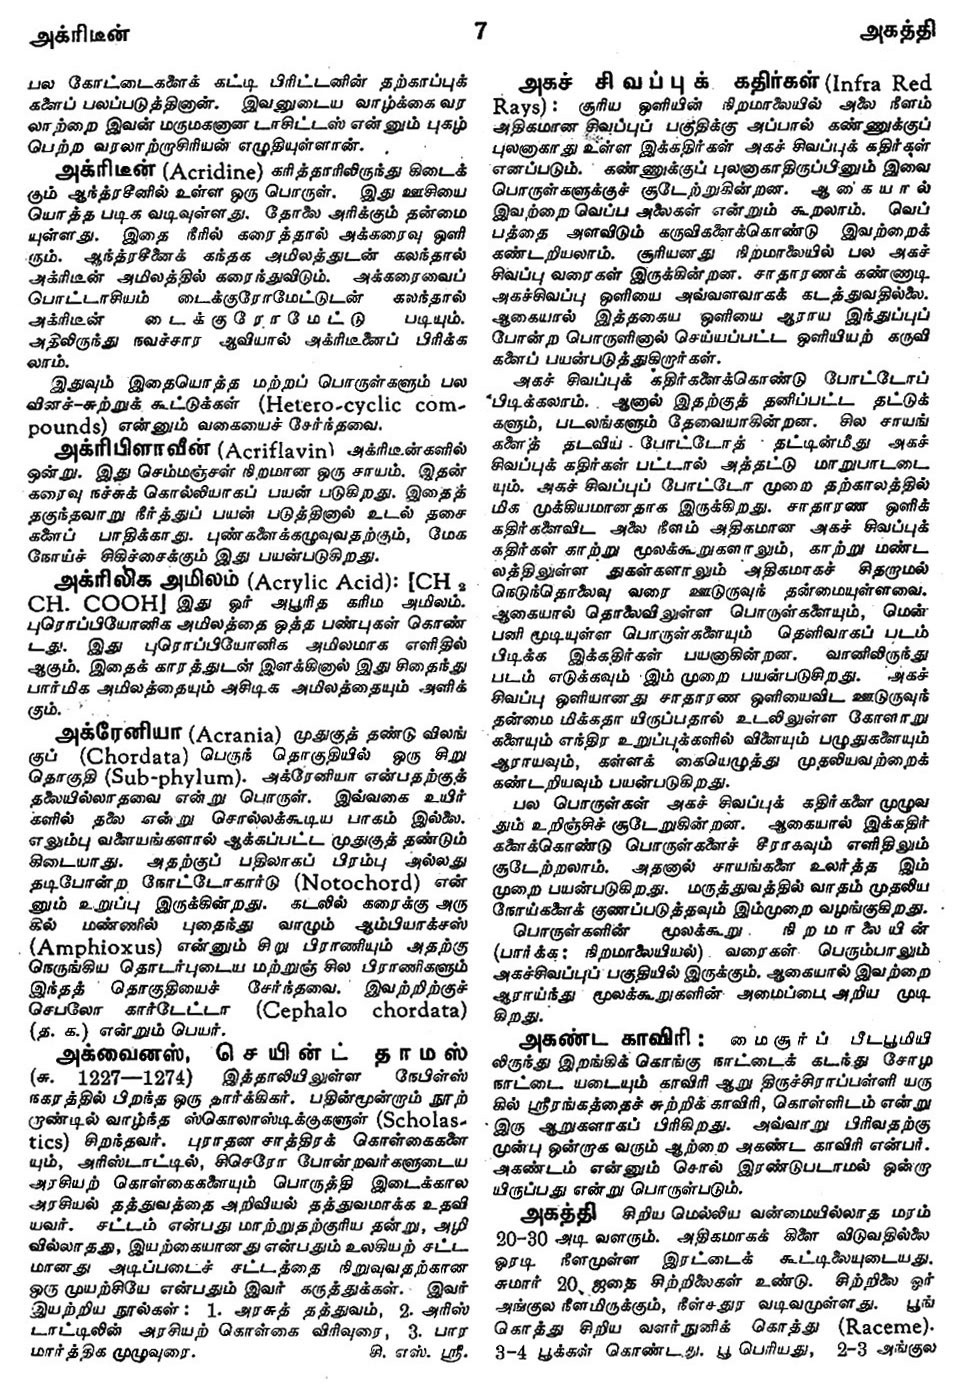 அக்ரிடீன்
7
அகத்தி
பல கோட்டைகளைக் கட்டி பிரிட்டனின் தற்காப்புக்
களைப் பலப்படுத்தினான். இவனுடைய வாழ்க்கை வர
லாற்றை இவன் மருமகனான டாசிட்டஸ் என்னும் புகழ்
பெற்ற வரலாற்றாசிரியன் எழுதியுள்ளான்.
அக்ரிடீன் (Acridine) கரித்தாரிலிருந்து கிடைக்
கும் ஆந்த்ரசீனில் உள்ள ஒரு பொருள். இது ஊசியை
யொத்த படிக வடிவுள்ளது. தோலை அரிக்கும் தன்மை
யுள்ளது. இதை நீரில் கரைத்தால் அக்கரைவு ஒளி
ரும். ஆந்த்ரசீனைக் கந்தக அமிலத்துடன் கலந்தால்
அக்ரிடீன் அமிலத்தில் கரைந்துவிடும். அக்கரைவைப்
பொட்டாசியம் டைக்குரோமேட்டுடன் கலந்தால்
அக்ரிடீன் டைக்குரோமேட்டு படியும்.
அதிலிருந்து நவச்சார ஆவியால் அக்ரிடீனைப் பிரிக்க
லாம்.
இதுவும் இதையொத்த மற்றப் பொருள்களும் பல
வினச்-சுற்றுக் கூட்டுக்கள் (Hetero-cyclic com-
pounds) என்னும் வகையைச் சேர்ந்தவை.
அக்ரிபிளாவீன் (Acriflavin) அக்ரிடீன்களில்
ஒன்று. இது செம்மஞ்சள் நிறமான ஒரு சாயம். இதன்
கரைவு நச்சுக் கொல்லியாகப் பயன் படுகிறது. இதைத்
தகுந்தவாறு நீர்த்துப் பயன் படுத்தினால் உடல் தசை
களைப் பாதிக்காது. புண்களைக்கழுவுவதற்கும், மேக
நோய்ச் சிகிச்சைக்கும் இது பயன்படுகிறது.
அக்ரிலிக அமிலம் (Acrylic Acid): [CH₂
CH. COOH] இது ஓர் அபூரித கரிம அமிலம்.
புரொப்பியோனிக அமிலத்தை ஒத்த பண்புகள் கொண்
டது. இது புரொப்பியோனிக அமிலமாக எளிதில்
ஆகும். இதைக் காரத்துடன் இளக்கினால் இது சிதைந்து
பார்மிக அமிலத்தையும் அசிடிக அமிலத்தையும் அளிக்
கும்.
அக்ரேனியா (Acrania) முதுகுத் தண்டு விலங்
குப் (Chordata) பெருந் தொகுதியில் ஒரு சிறு
தொகுதி (Sub-phylum). அக்ரேனியா என்பதற்குத்
தலையில்லாதவை என்று பொருள். இவ்வகை உயிர்
களில் தலை என்று சொல்லக்கூடிய பாகம் இல்லை.
எலும்பு வளையங்களால் ஆக்கப்பட்ட முதுகுத் தண்டும்
கிடையாது. அதற்குப் பதிலாகப் பிரம்பு அல்லது
தடிபோன்ற நோட்டோகார்டு (Notochord) என்
னும் உறுப்பு இருக்கின்றது. கடலில் கரைக்கு அரு
கில் மண்ணில் புதைந்து வாழும் ஆம்பியாக்சஸ்
(Amphioxus) என்னும் சிறு பிராணியும் அதற்கு
நெருங்கிய தொடர்புடைய மற்றுஞ் சில பிராணிகளும்
இந்தத் தொகுதியைச் சேர்ந்தவை. இவற்றிற்குச்
செபலோ கார்டேட்டா (Cephalo chordata)
(த. க.) என்றும் பெயர்.
அக்வைனஸ், செயின்ட் தாமஸ்
(சு. 1227—1274) இத்தாலியிலுள்ள நேபிள்ஸ்
நகரத்தில் பிறந்த ஒரு தார்க்கிகர். பதின்மூன்றாம் நூற்
றாண்டில் வாழ்ந்த ஸ்கொலாஸ்டிக்குகளுள் (Scholas-
tics) சிறந்தவர். புராதன சாத்திரக் கொள்கைகளை
யும், அரிஸ்டாட்டில், சிசெரோ போன்றவர்களுடைய
அரசியற் கொள்கைகளையும் பொருத்தி இடைக்கால
அரசியல் தத்துவத்தை அறிவியல் தத்துவமாக்க உதவி
யவர். சட்டம் என்பது மாற்றுதற்குரிய தன்று, அழி
வில்லாதது, இயற்கையானது என்பதும் உலகியற் சட்ட
மானது அடிப்படைச் சட்டத்தை நிறுவுவதற்கான
ஒரு முயற்சியே என்பதும் இவர் கருத்துக்கள். இவர்
இயற்றிய நூல்கள்: 1. அரசுத் தத்துவம், 2. அரிஸ்
டாட்டிலின் அரசியற் கொள்கை விரிவுரை, 3. பார
மார்த்திக முழுவுரை. சி. எஸ். ஸ்ரீ.
அகச் சிவப்புக் கதிர்கள் (Infra Red
Rays): சூரிய ஒளியின் நிறமாலையில் அலை நீளம்
அதிகமான சிவப்புப் பகுதிக்கு அப்பால் கண்ணுக்குப்
புலனாகாது உள்ள இக்கதிர்கள் அகச் சிவப்புக் கதிர்கள்
எனப்படும். கண்ணுக்குப் புலனாகாதிருப்பினும் இவை
பொருள்களுக்குச் சூடேற்றுகின்றன. ஆகையால்
இவற்றை வெப்ப அலைகள் என்றும் கூறலாம். வெப்
பத்தை அளவிடும் கருவிகளைக்கொண்டு இவற்றைக்
கண்டறியலாம். சூரியனது நிறமாலையில் பல அகச்
சிவப்பு வரைகள் இருக்கின்றன. சாதாரணக் கண்ணாடி
அகச்சிவப்பு ஒளியை அவ்வளவாகக் கடத்துவதில்லை.
ஆகையால் இத்தகைய ஒளியை ஆராய இந்துப்புப்
போன்ற பொருளினால் செய்யப்பட்ட ஒளியியற் கருவி
களைப் பயன்படுத்துகிறார்கள்.
அகச் சிவப்புக் கதிர்களைக்கொண்டு போட்டோப்
பிடிக்கலாம். ஆனால் இதற்குத் தனிப்பட்ட தட்டுக்
களும், படலங்களும் தேவையாகின்றன. சில சாயங்
களைத் தடவிய போட்டோத் தட்டின்மீது அகச்
சிவப்புக் கதிர்கள் பட்டால் அத்தட்டு மாறுபாடடை
யும். அகச் சிவப்புப் போட்டோ முறை தற்காலத்தில்
மிக முக்கியமானதாக இருக்கிறது. சாதாரண ஒளிக்
கதிர்களைவிட அலை நீளம் அதிகமான அகச் சிவப்புக்
கதிர்கள் காற்று மூலக்கூறுகளாலும், காற்று மண்ட
லத்திலுள்ள துகள்களாலும் அதிகமாகச் சிதறாமல்
நெடுந்தொலைவு வரை ஊடுருவுந் தன்மையுள்ளவை.
ஆகையால் தொலைவிலுள்ள பொருள்களையும், மென்
பனி மூடியுள்ள பொருள்களையும் தெளிவாகப் படம்
பிடிக்க இக்கதிர்கள் பயனாகின்றன. வானிலிருந்து
படம் எடுக்கவும் இம் முறை பயன்படுகிறது. அகச்
சிவப்பு ஒளியானது சாதாரண ஒளியைவிட ஊடுருவுந்
தன்மை மிக்கதா யிருப்பதால் உடலிலுள்ள கோளாறு
களையும் எந்திர உறுப்புக்களில் விளையும் பழுதுகளையும்
ஆராயவும், கள்ளக் கையெழுத்து முதலியவற்றைக்
கண்டறியவும் பயன்படுகிறது.
பல பொருள்கள் அகச் சிவப்புக் கதிர்களை முழுவ
தும் உறிஞ்சிச் சூடேறுகின்றன. ஆகையால் இக்கதிர்
களைக்கொண்டு பொருள்களைச் சீராகவும் எளிதிலும்
சூடேற்றலாம். அதனால் சாயங்களை உலர்த்த இம்
முறை பயன்படுகிறது. மருத்துவத்தில் வாதம் முதலிய
நோய்களைக் குணப்படுத்தவும் இம்முறை வழங்குகிறது.
பொருள்களின் மூலக்கூறு நிறமாலையின்
(பார்க்க: நிறமாலையியல்) வரைகள் பெரும்பாலும்
அகச்சிவப்புப் பகுதியில் இருக்கும். ஆகையால் இவற்றை
ஆராய்ந்து மூலக்கூறுகளின் அமைப்பை அறிய முடி
கிறது.
அகண்ட காவிரி: மைசூர்ப் பீடபூமியி
லிருந்து இறங்கிக் கொங்கு நாட்டைக் கடந்து சோழ
நாட்டை யடையும் காவிரி ஆறு திருச்சிராப்பள்ளி யரு
கில் ஸ்ரீரங்கத்தைச் சுற்றிக் காவிரி, கொள்ளிடம் என்று
இரு ஆறுகளாகப் பிரிகிறது. அவ்வாறு பிரிவதற்கு
முன்பு ஒன்றாக வரும் ஆற்றை அகண்ட காவிரி என்பர்.
அகண்டம் என்னும் சொல் இரண்டுபடாமல் ஒன்றா
யிருப்பது என்று பொருள்படும்.
அகத்தி சிறிய மெல்லிய வன்மையில்லாத மரம்
20-30 அடி வளரும். அதிகமாகக் கிளை விடுவதில்லை
ஓரடி நீளமுள்ள இரட்டைக் கூட்டிலையுடையது.
சுமார் 20 ஜதை சிற்றிலைகள் உண்டு. சிற்றிலை ஓர்
அங்குல நீளமிருக்கும், நீள்சதுர வடிவமுள்ளது. பூங்
கொத்து சிறிய வளர்நுனிக் கொத்து (Raceme).
3-4 பூக்கள் கொண்டது. பூ பெரியது, 2-3 அங்குல